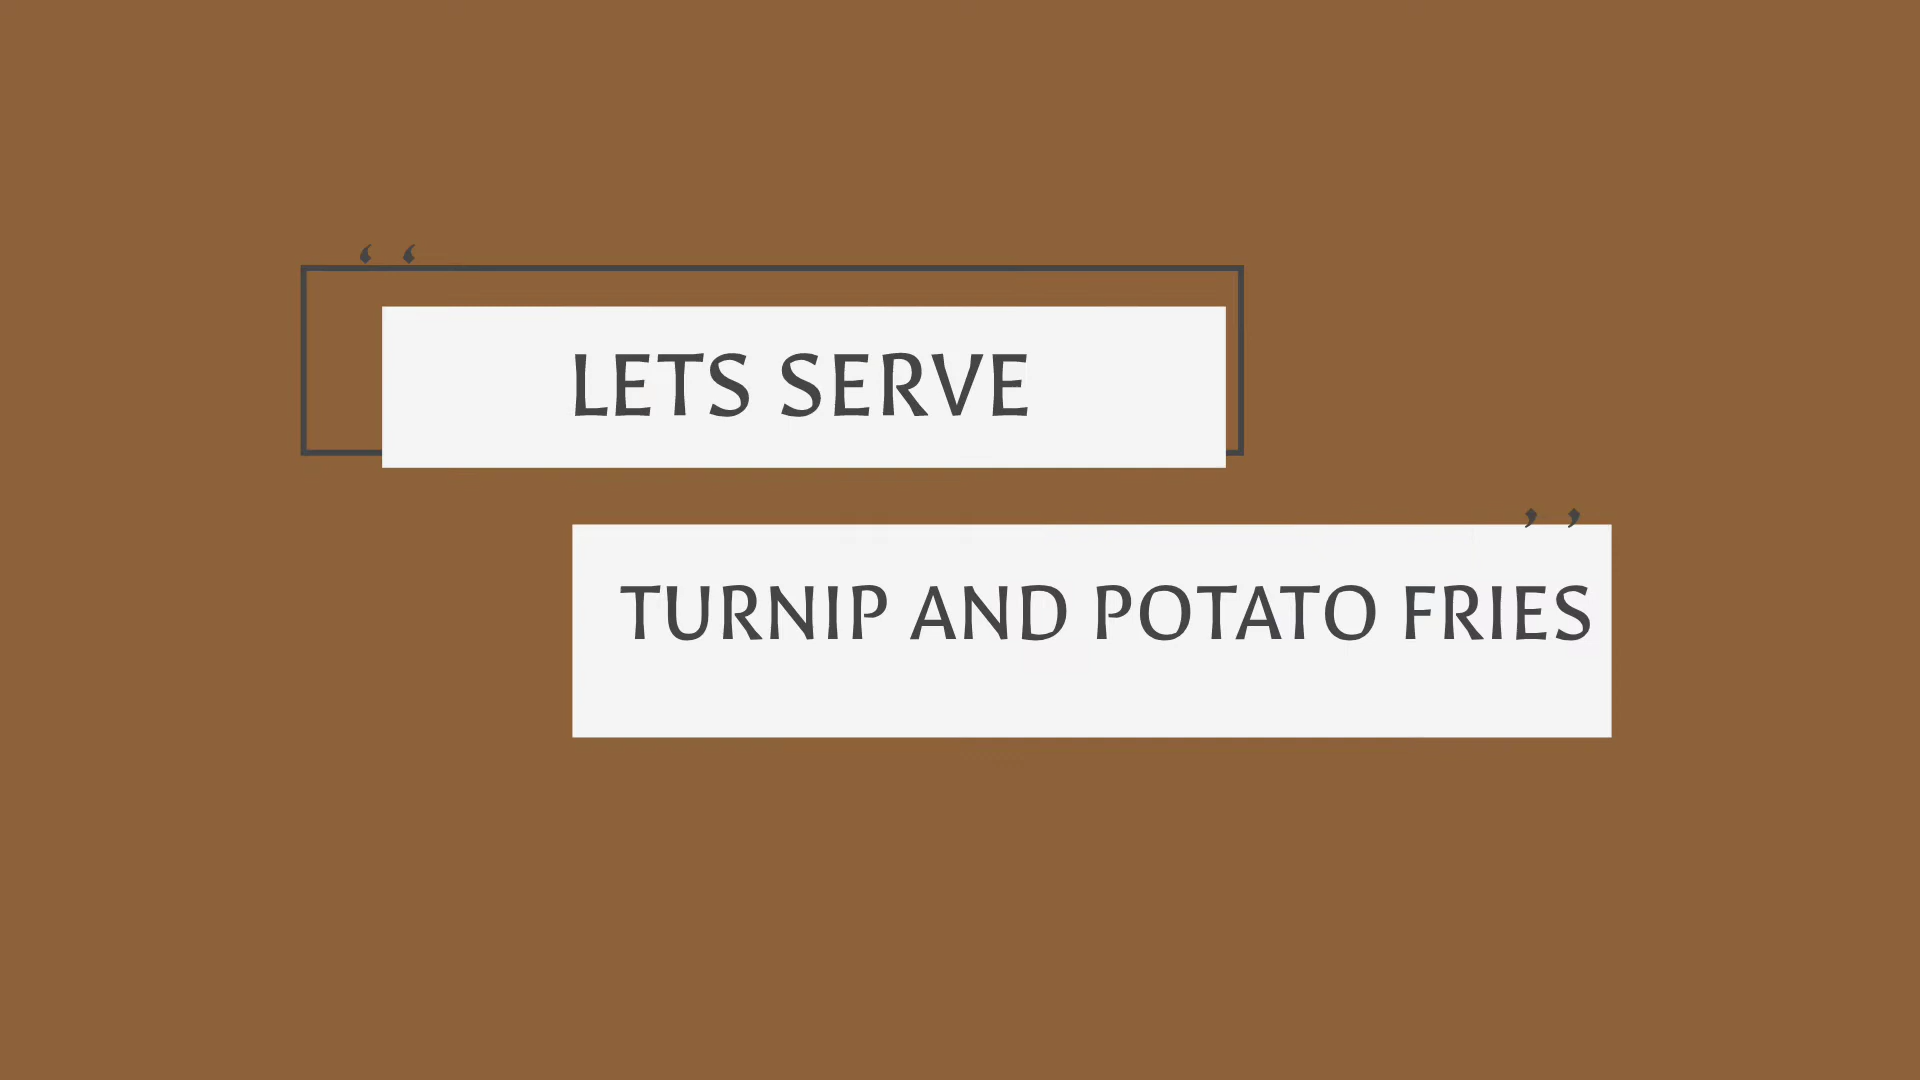 ‘ ‘
LETS SERVE
’ ’
TURNIP AND POTATO FRIES